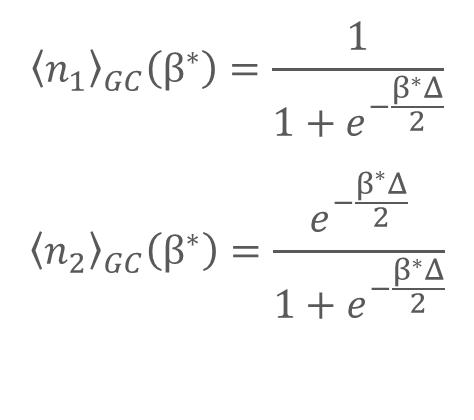 ⟨n₁⟩_GC(β*) = 1 / (1 + e^(−β*Δ/2))
⟨n₂⟩_GC(β*) = e^(−β*Δ/2) / (1 + e^(−β*Δ/2))